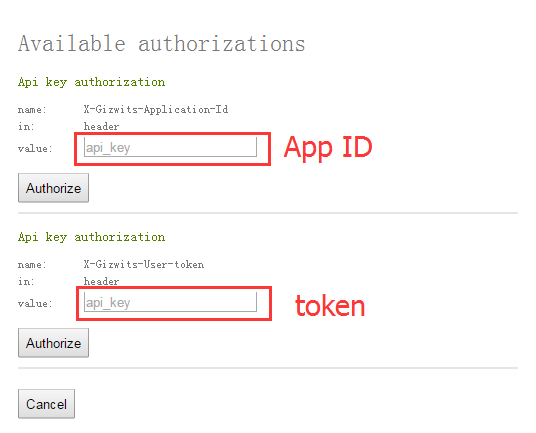 Available authorizations
Api key authorization
name: X-Gizwits-Application-Id
in: header
value: api_key App ID
Authorize
Api key authorization
name: X-Gizwits-User-token
in: header
value: api_key token
Authorize
Cancel